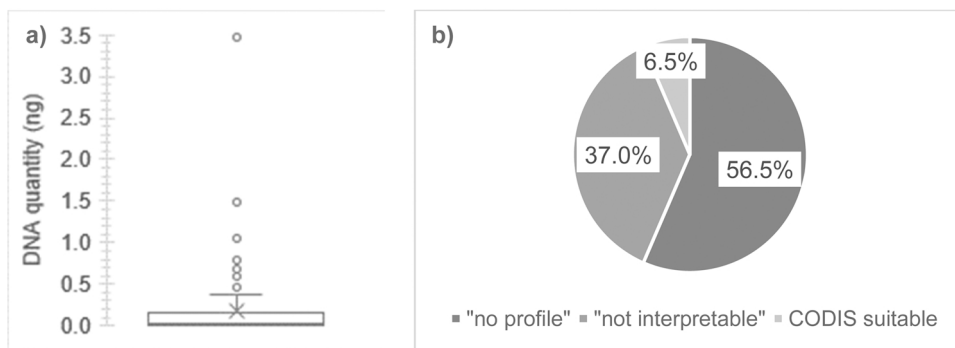 a)
DNA quantity (ng)
3.5
3.0
2.5
2.0
1.5
1.0
0.5
0.0
b)
6.5%
37.0%
56.5%
"no profile" "not interpretable" CODIS suitable